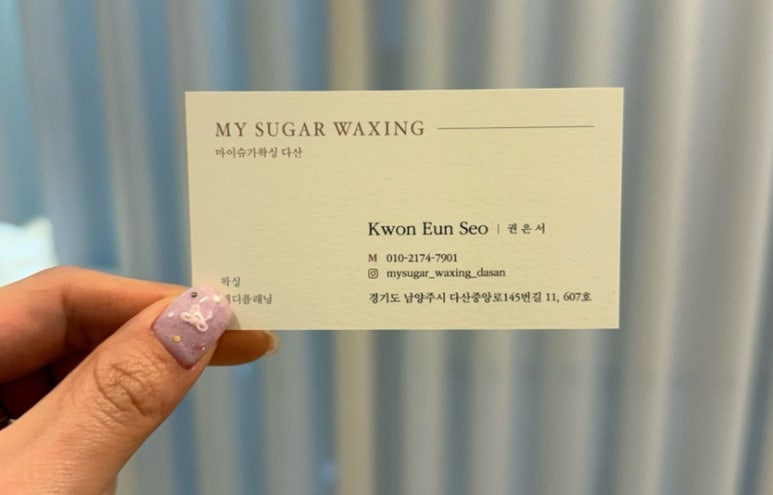 MY SUGAR WAXING
마이슈가왁싱 다산
Kwon Eun Seo | 권은서
M 010-2174-7901
mysugar_waxing_dasan
왁싱
경기도 남양주시 다산중앙로145번길 11, 607호